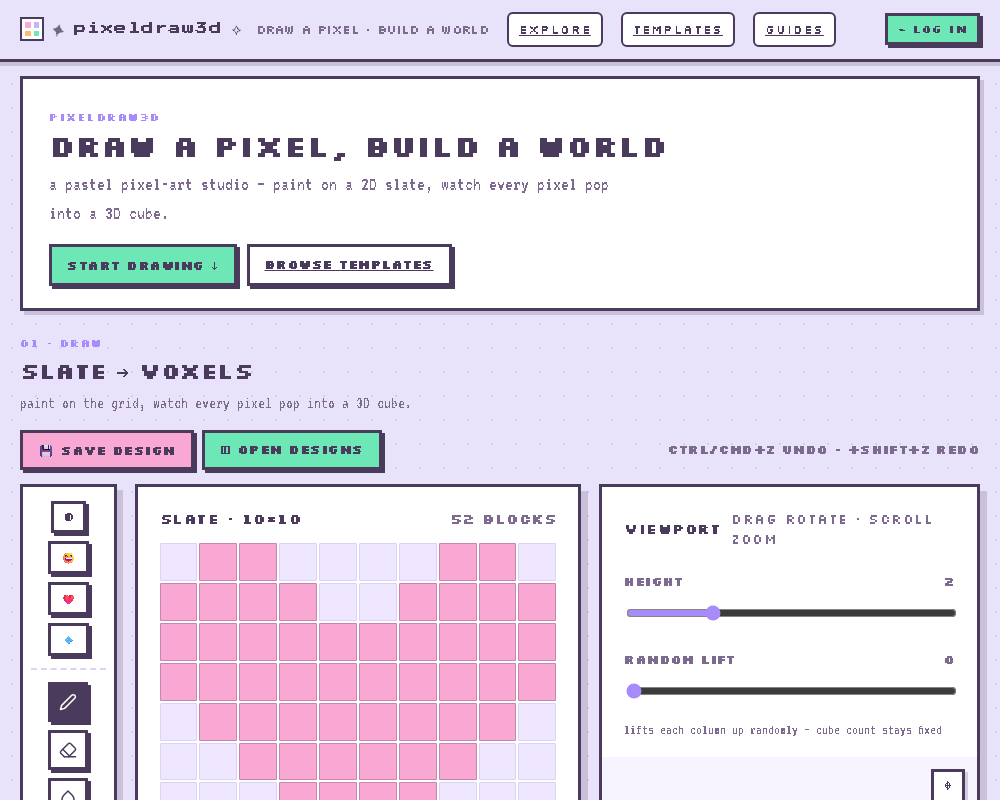 pixeldraw3d
DRAW A PIXEL · BUILD A WORLD
EXPLORE
TEMPLATES
GUIDES
~ LOG IN
PIXELDRAW3D
DRAW A PIXEL, BUILD A WORLD
a pastel pixel-art studio — paint on a 2D slate, watch every pixel pop
into a 3D cube.
START DRAWING ↓
BROWSE TEMPLATES
01 · DRAW
SLATE → VOXELS
paint on the grid, watch every pixel pop into a 3D cube.
SAVE DESIGN
OPEN DESIGNS
CTRL/CMD+Z UNDO · +SHIFT+Z REDO
SLATE · 10×10
52 BLOCKS
VIEWPORT
DRAG ROTATE · SCROLL
ZOOM
HEIGHT
2
RANDOM LIFT
0
lifts each column up randomly — cube count stays fixed